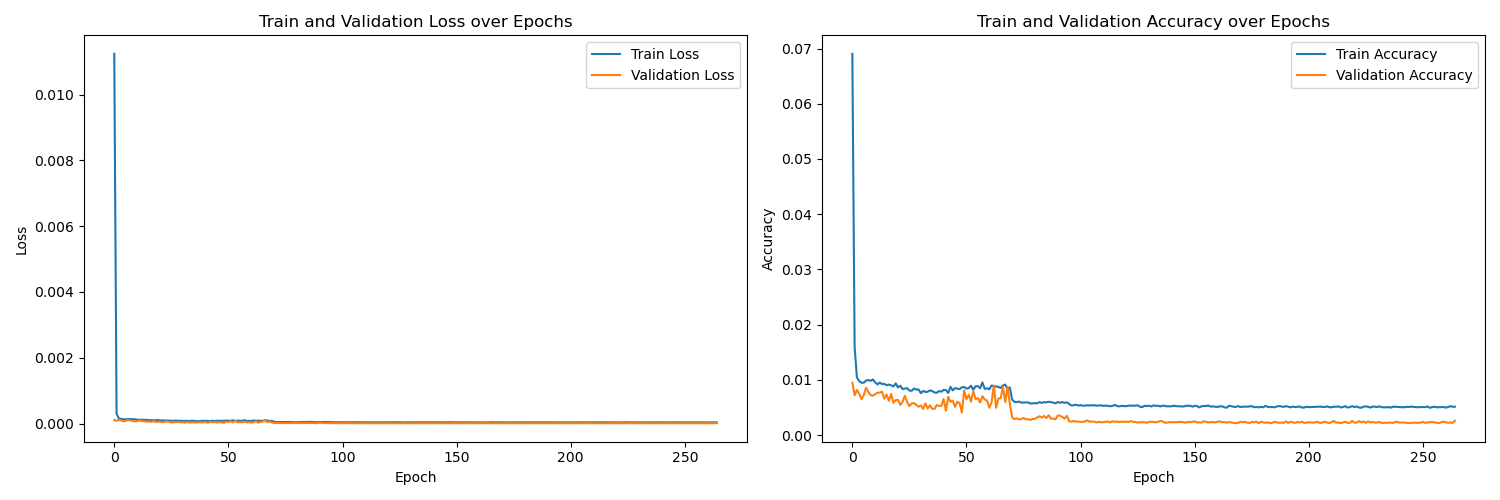 Train and Validation Loss over Epochs
Loss
0.010
0.008
0.006
0.004
0.002
0.000
Train Loss
Validation Loss
0 50 100 150 200 250
Epoch
Train and Validation Accuracy over Epochs
Accuracy
0.07
0.06
0.05
0.04
0.03
0.02
0.01
0.00
Train Accuracy
Validation Accuracy
0 50 100 150 200 250
Epoch